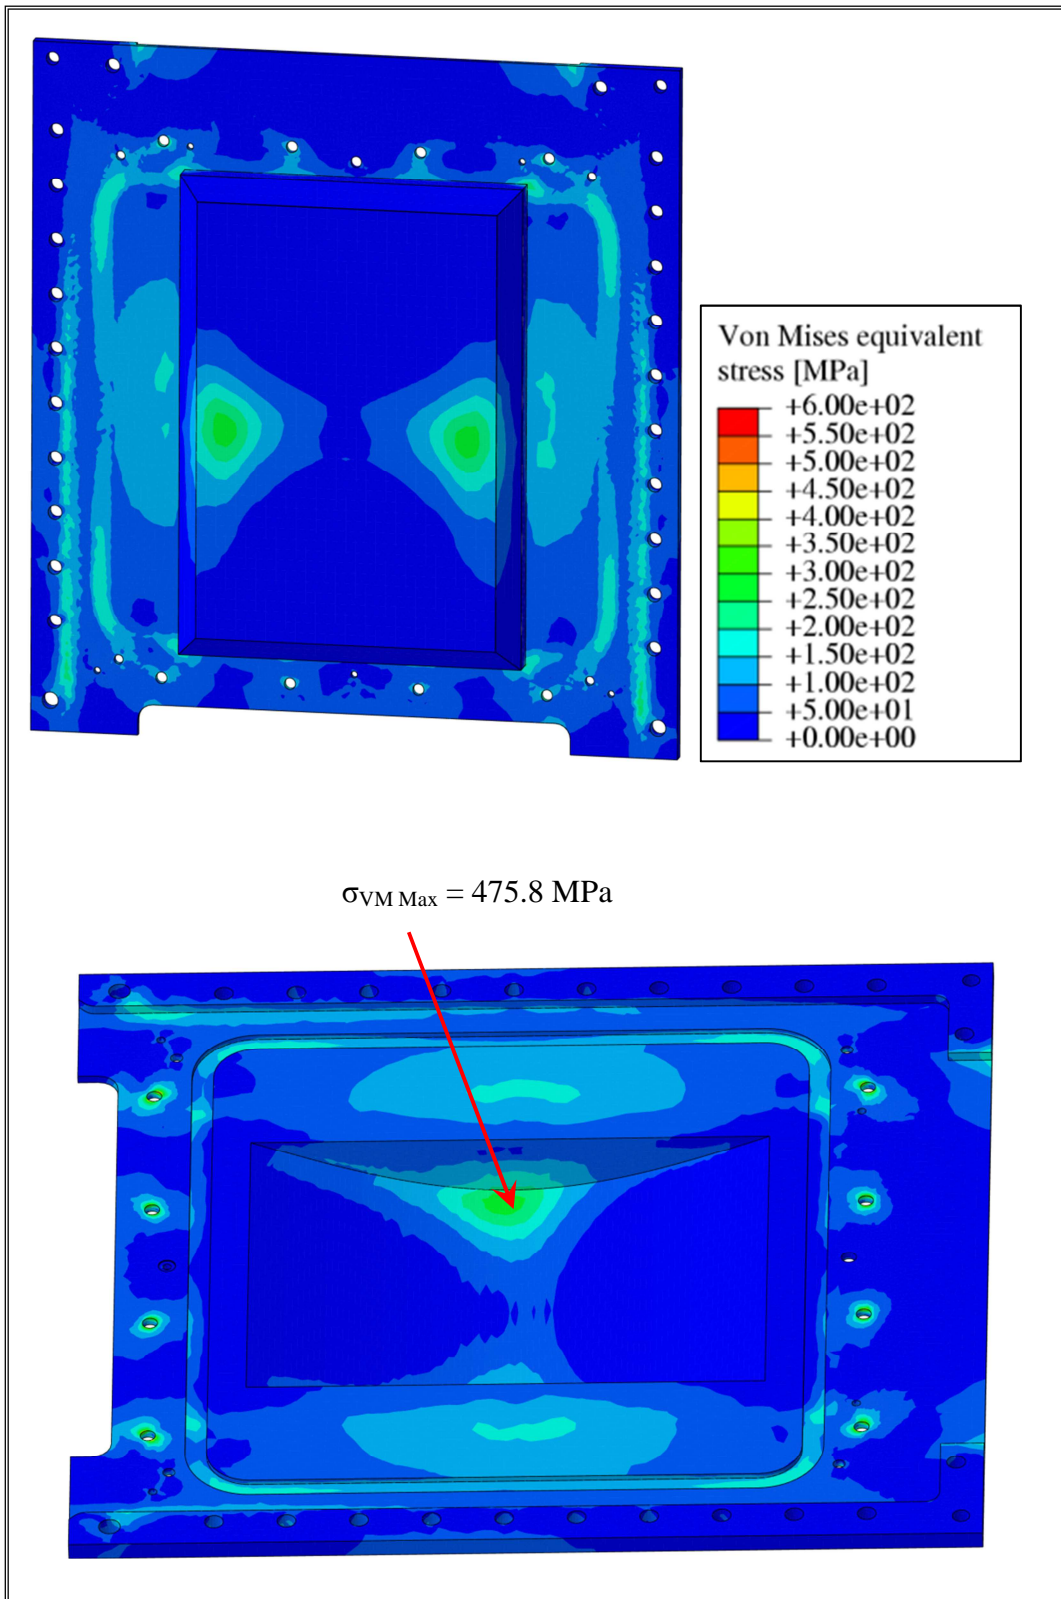 Von Mises equivalent
stress [MPa]
+6.00e+02
+5.50e+02
+5.00e+02
+4.50e+02
+4.00e+02
+3.50e+02
+3.00e+02
+2.50e+02
+2.00e+02
+1.50e+02
+1.00e+02
+5.00e+01
+0.00e+00
σVM Max = 475.8 MPa